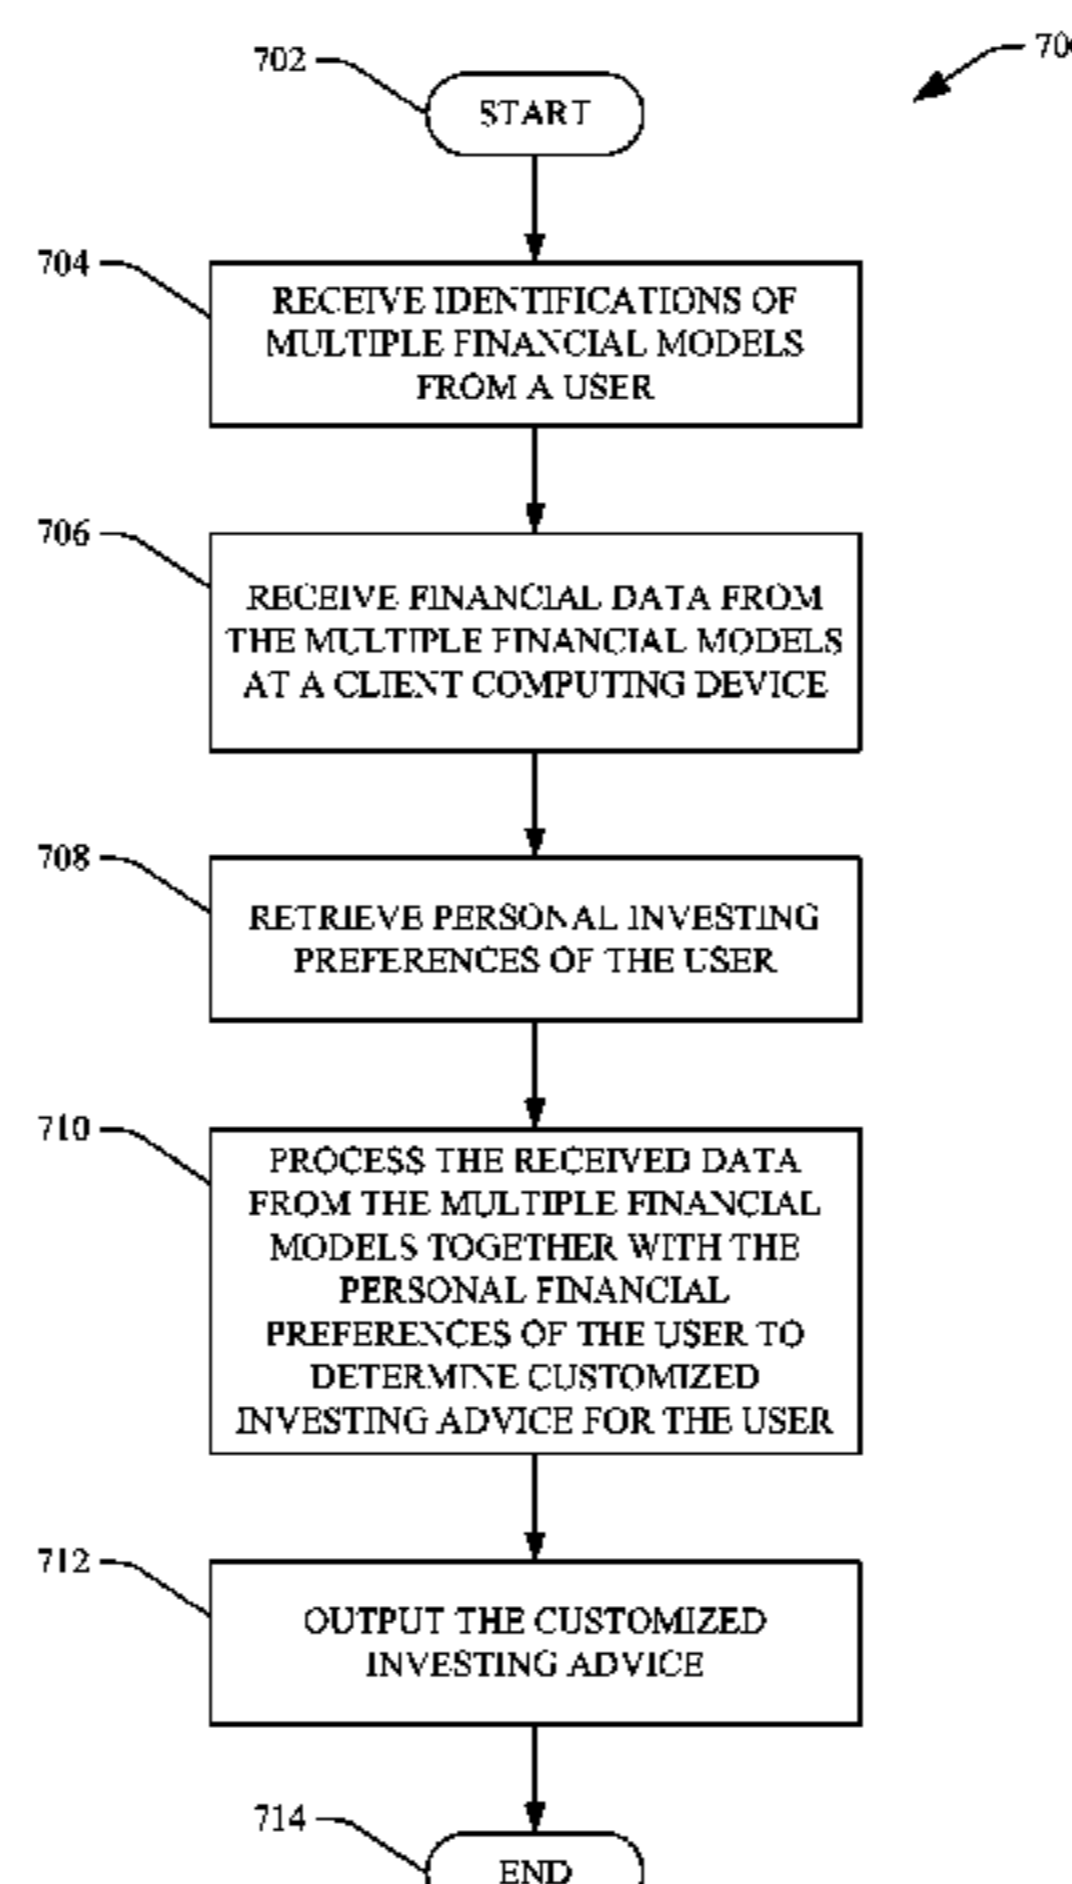 702
START
704
RECEIVE IDENTIFICATIONS OF
MULTIPLE FINANCIAL MODELS
FROM A USER
706
RECEIVE FINANCIAL DATA FROM
THE MULTIPLE FINANCIAL MODELS
AT A CLIENT COMPUTING DEVICE
708
RETRIEVE PERSONAL INVESTING
PREFERENCES OF THE USER
710
PROCESS THE RECEIVED DATA
FROM THE MULTIPLE FINANCIAL
MODELS TOGETHER WITH THE
PERSONAL FINANCIAL
PREFERENCES OF THE USER TO
DETERMINE CUSTOMIZED
INVESTING ADVICE FOR THE USER
712
OUTPUT THE CUSTOMIZED
INVESTING ADVICE
714
END